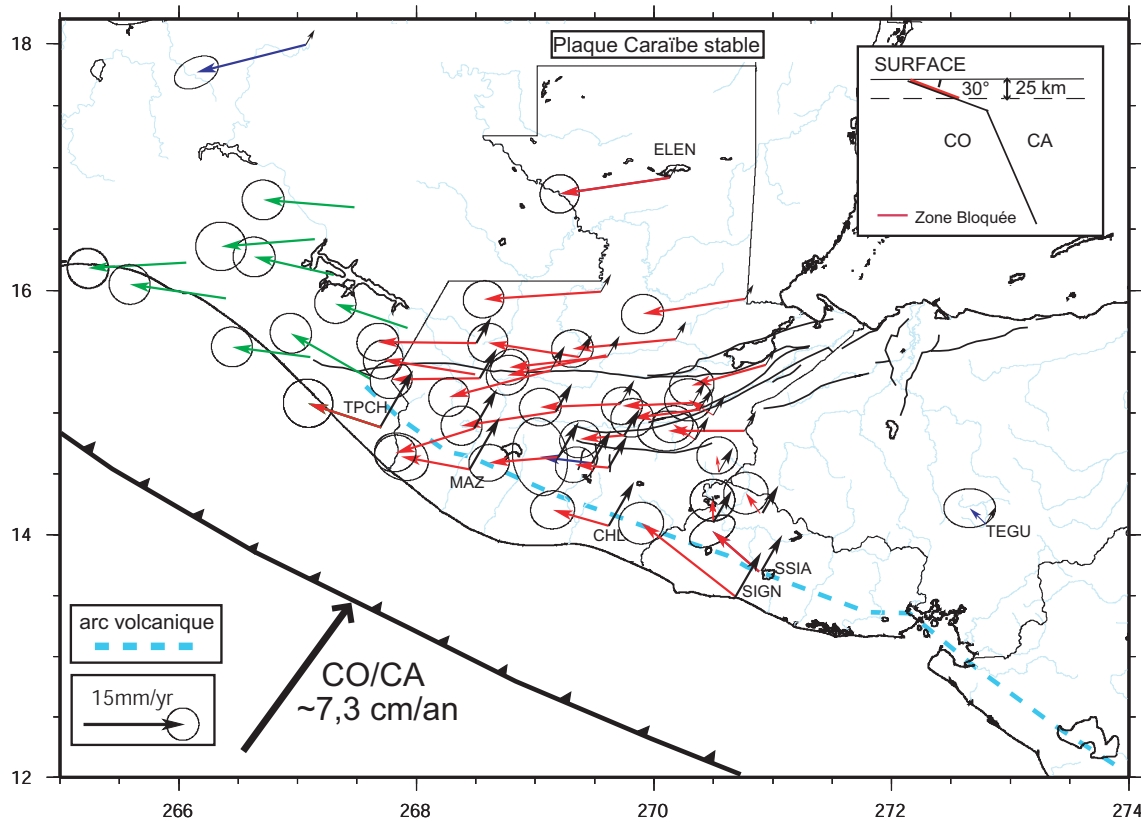 18
16
14
12
266
268
270
272
274
Plaque Caraïbe stable
SURFACE
30°
25 km
CO
CA
Zone Bloquée
ELEN
TPCH
MAZ
CHL
SSIA
SIGN
TEGU
arc volcanique
15mm/yr
CO/CA
~7,3 cm/an